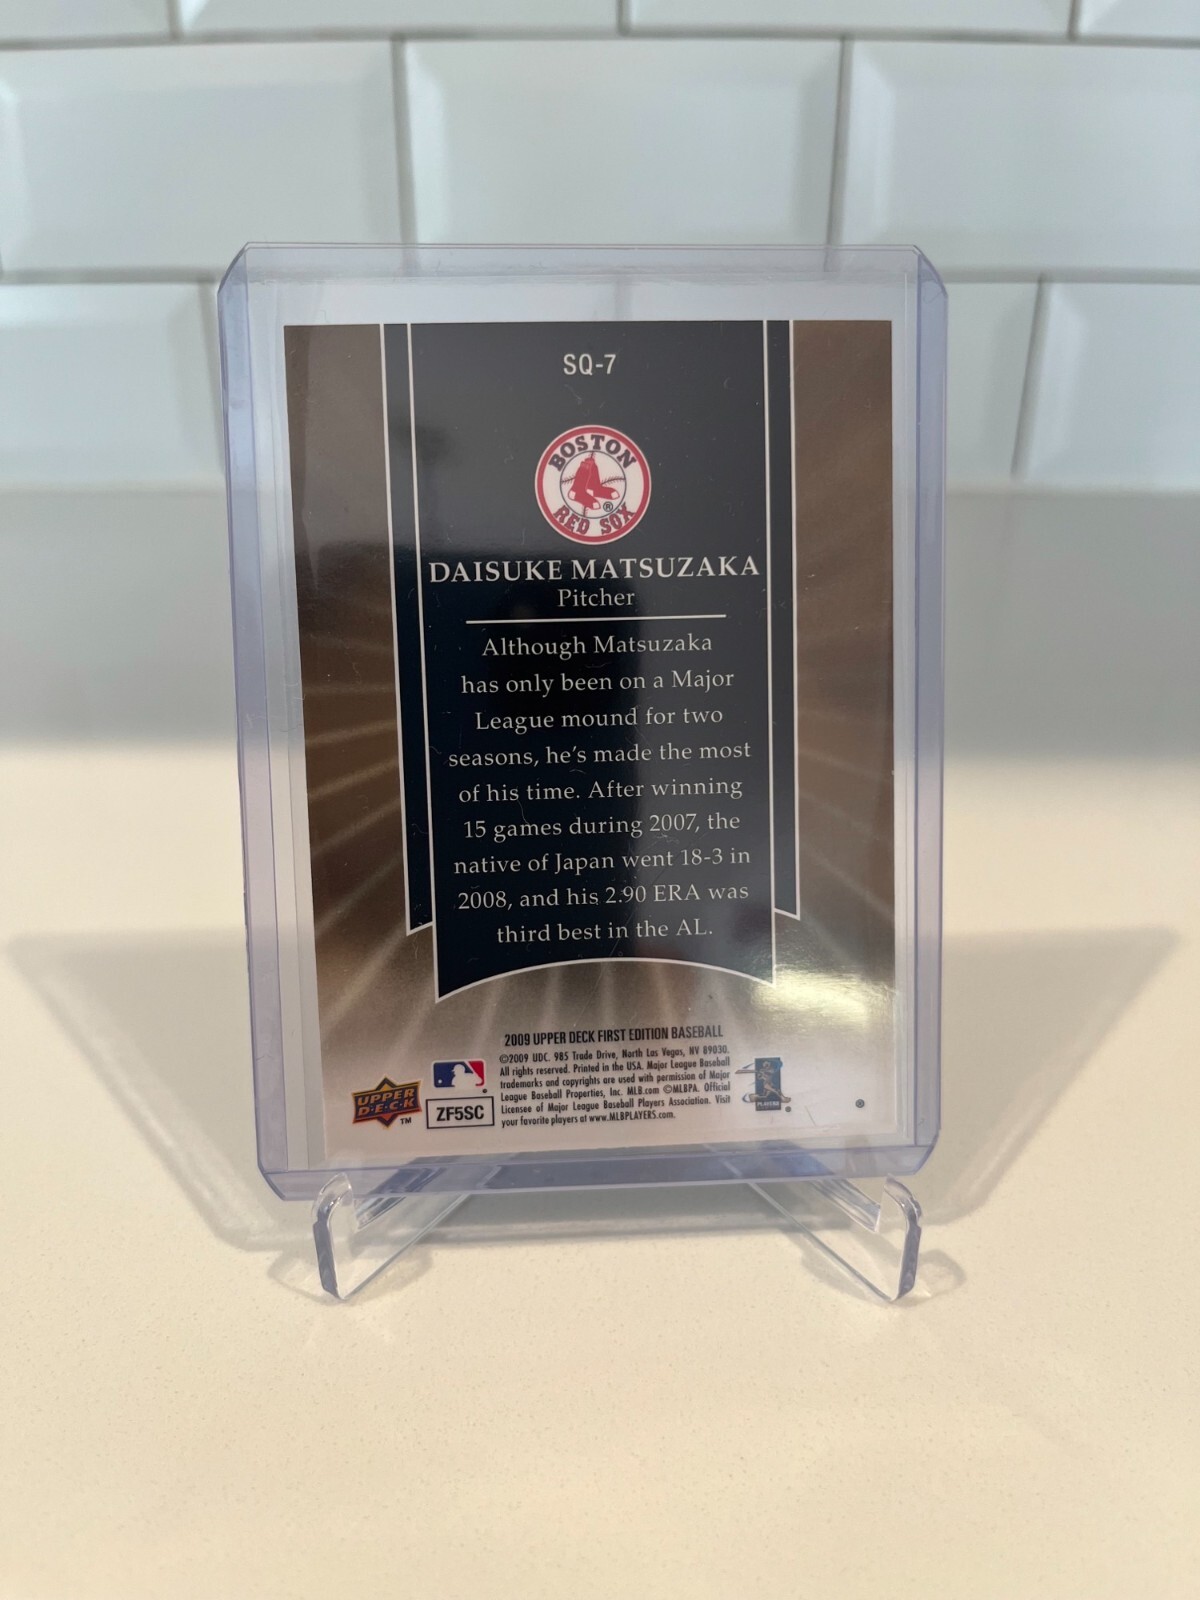 SQ-7
BOSTON
RED SOX
®
DAISUKE MATSUZAKA
Pitcher
Although Matsuzaka
has only been on a Major
League mound for two
seasons, he's made the most
of his time. After winning
15 games during 2007, the
native of Japan went 18-3 in
2008, and his 2.90 ERA was
third best in the AL.
2009 UPPER DECK FIRST EDITION BASEBALL
©2009 UDC. 985 Trade Drive, North Las Vegas, NV 89030.
All rights reserved. Printed in the USA. Major League Baseball
trademarks and copyrights are used with permission of Major
League Baseball Properties, Inc. MLB.com ©MLBPA. Official
Licensee of Major League Baseball Players Association. Visit
your favorite players at www.MLBPLAYERS.com.
UPPER
DECK
TM
ZF5SC
PLAYERS